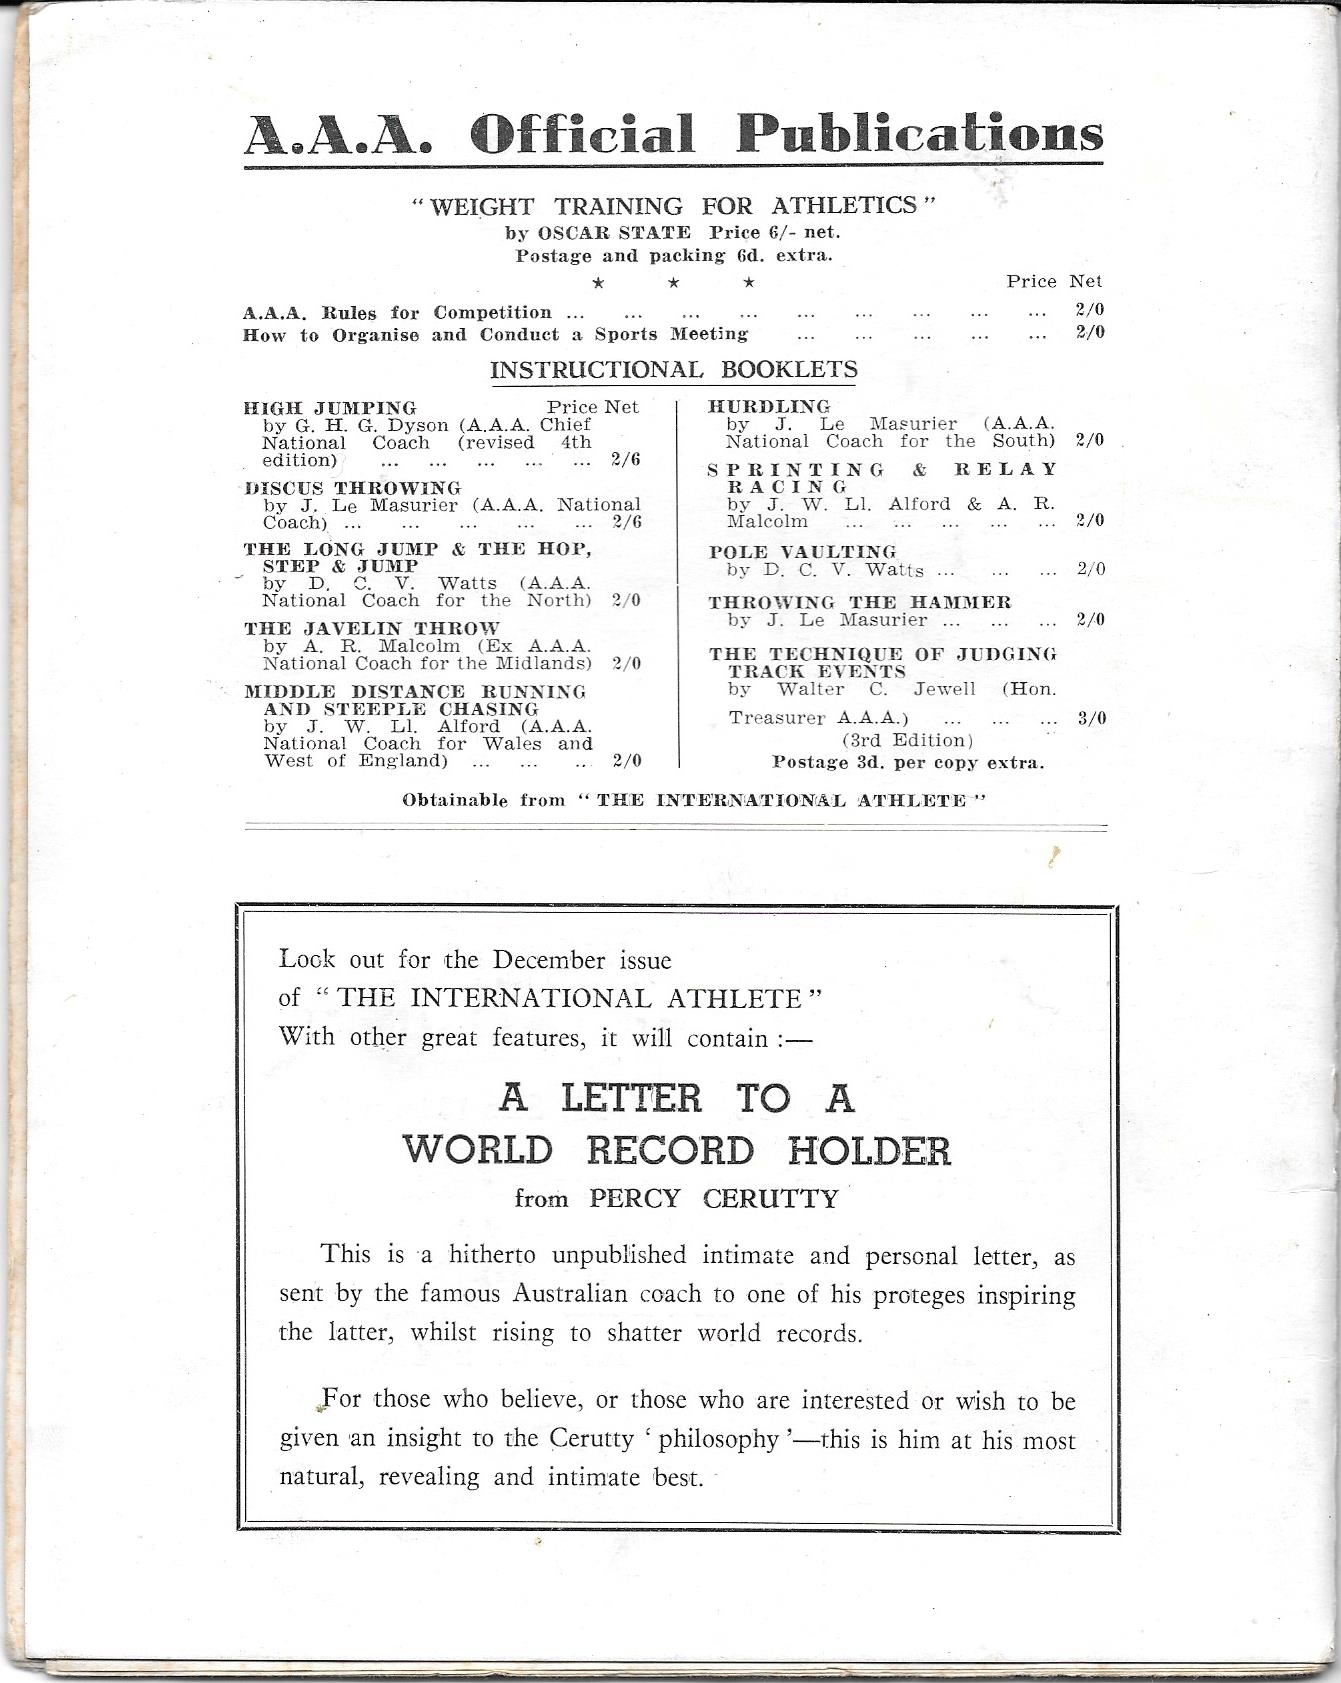 A.A.A. Official Publications
“WEIGHT TRAINING FOR ATHLETICS”
by OSCAR STATE Price 6/- net.
Postage and packing 6d. extra.
★ ★ ★
Price Net
A.A.A. Rules for Competition ... ... ... ... ... ... ... ... ... 2/0
How to Organise and Conduct a Sports Meeting ... ... ... ... ... 2/0
INSTRUCTIONAL BOOKLETS
HIGH JUMPING Price Net
by G. H. G. Dyson (A.A.A. Chief
National Coach (revised 4th
edition) ... ... ... ... ... 2/6
DISCUS THROWING
by J. Le Masurier (A.A.A. National
Coach) ... ... ... ... ... 2/6
THE LONG JUMP & THE HOP,
STEP & JUMP
by D. C. V. Watts (A.A.A.
National Coach for the North) 2/0
THE JAVELIN THROW
by A. R. Malcolm (Ex A.A.A.
National Coach for the Midlands) 2/0
MIDDLE DISTANCE RUNNING
AND STEEPLE CHASING
by J. W. Ll. Alford (A.A.A.
National Coach for Wales and
West of England) ... ... .. 2/0
HURDLING
by J. Le Masurier (A.A.A.
National Coach for the South) 2/0
SPRINTING & RELAY
RACING
by J. W. Ll. Alford & A. R.
Malcolm ... ... ... ... ... 2/0
POLE VAULTING
by D. C. V. Watts ... ... ... 2/0
THROWING THE HAMMER
by J. Le Masurier ... ... ... 2/0
THE TECHNIQUE OF JUDGING
TRACK EVENTS
by Walter C. Jewell (Hon.
Treasurer A.A.A.) ... ... ... 3/0
(3rd Edition)
Postage 3d. per copy extra.
Obtainable from “THE INTERNATIONAL ATHLETE”
Look out for the December issue
of “THE INTERNATIONAL ATHLETE”
With other great features, it will contain :—
A LETTER TO A
WORLD RECORD HOLDER
from PERCY CERUTTY
This is a hitherto unpublished intimate and personal letter, as
sent by the famous Australian coach to one of his proteges inspiring
the latter, whilst rising to shatter world records.
For those who believe, or those who are interested or wish to be
given an insight to the Cerutty ‘philosophy’—this is him at his most
natural, revealing and intimate best.